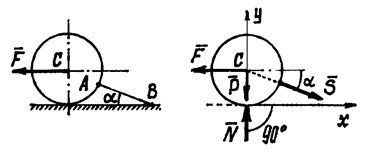 F̄ C A α B
y F̄ C P̄ α S̄ x N̄ 90°